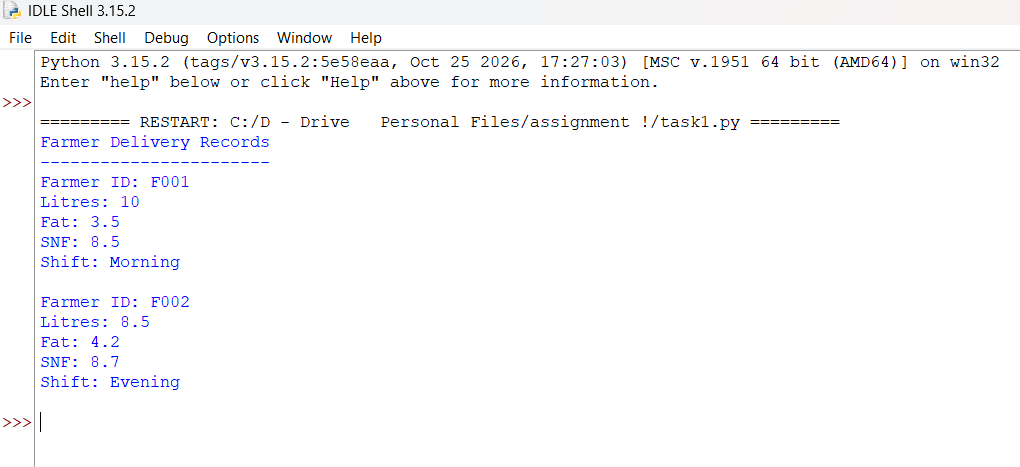 IDLE Shell 3.15.2
File Edit Shell Debug Options Window Help
Python 3.15.2 (tags/v3.15.2:5e58eaa, Oct 25 2026, 17:27:03) [MSC v.1951 64 bit (AMD64)] on win32
Enter "help" below or click "Help" above for more information.
>>>
========= RESTART: C:/D - Drive   Personal Files/assignment !/task1.py =========
Farmer Delivery Records
-----------------------
Farmer ID: F001
Litres: 10
Fat: 3.5
SNF: 8.5
Shift: Morning
Farmer ID: F002
Litres: 8.5
Fat: 4.2
SNF: 8.7
Shift: Evening
>>>